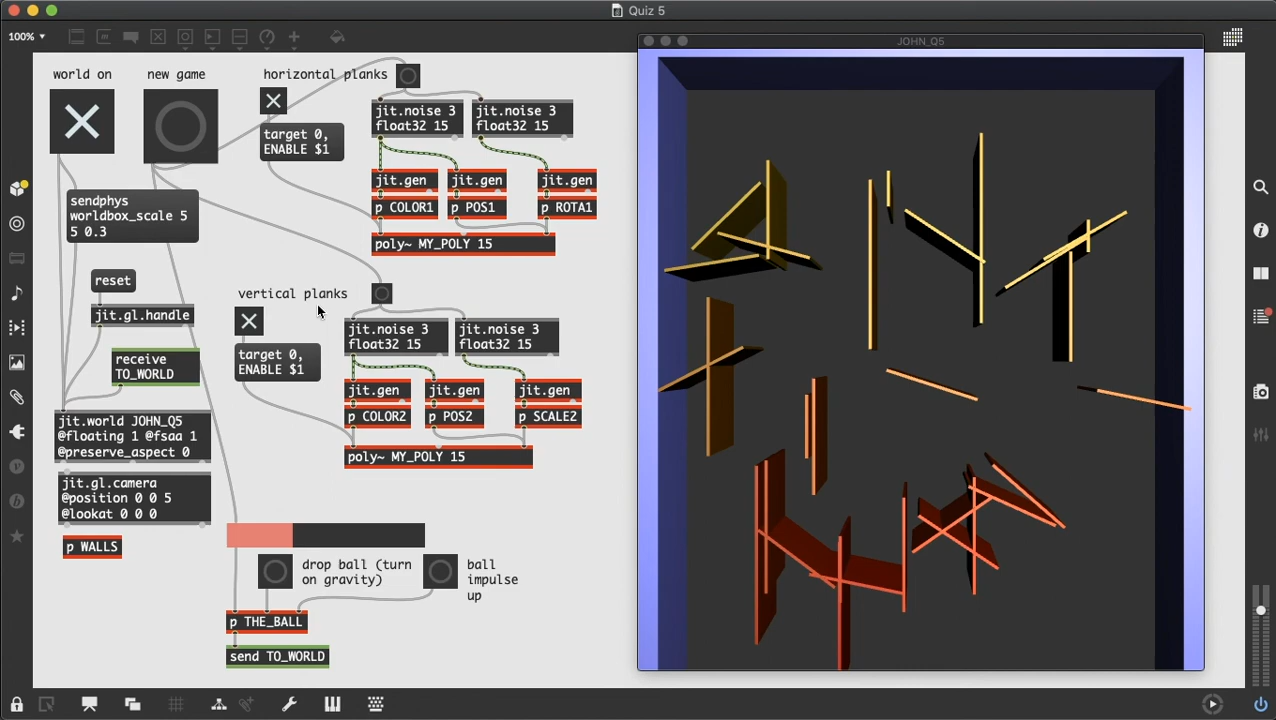 Quiz 5
100%
JOHN_Q5
world on
new game
horizontal planks
jit.noise 3
float32 15
jit.noise 3
float32 15
target 0,
ENABLE $1
jit.gen
jit.gen
jit.gen
p COLOR1
p POS1
p ROTA1
poly~ MY_POLY 15
sendphys
worldbox_scale 5
5 0.3
reset
jit.gl.handle
receive
TO_WORLD
vertical planks
jit.noise 3
float32 15
jit.noise 3
float32 15
target 0,
ENABLE $1
jit.gen
jit.gen
jit.gen
p COLOR2
p POS2
p SCALE2
poly~ MY_POLY 15
jit.world JOHN_Q5
@floating 1 @fsaa 1
@preserve_aspect 0
jit.gl.camera
@position 0 0 5
@lookat 0 0 0
p WALLS
drop ball (turn
on gravity)
ball
impulse
up
p THE_BALL
send TO_WORLD